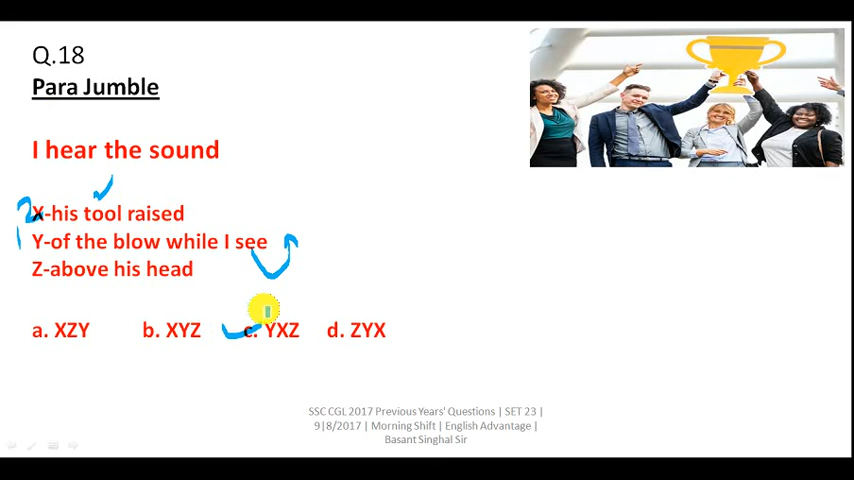 Q.18
Para Jumble
I hear the sound
X-his tool raised
Y-of the blow while I see
Z-above his head
a. XZY b. XYZ c. YXZ d. ZYX
SSC CGL 2017 Previous Years' Questions | SET 23 |
9|8/2017 | Morning Shift | English Advantage |
Basant Singhal Sir